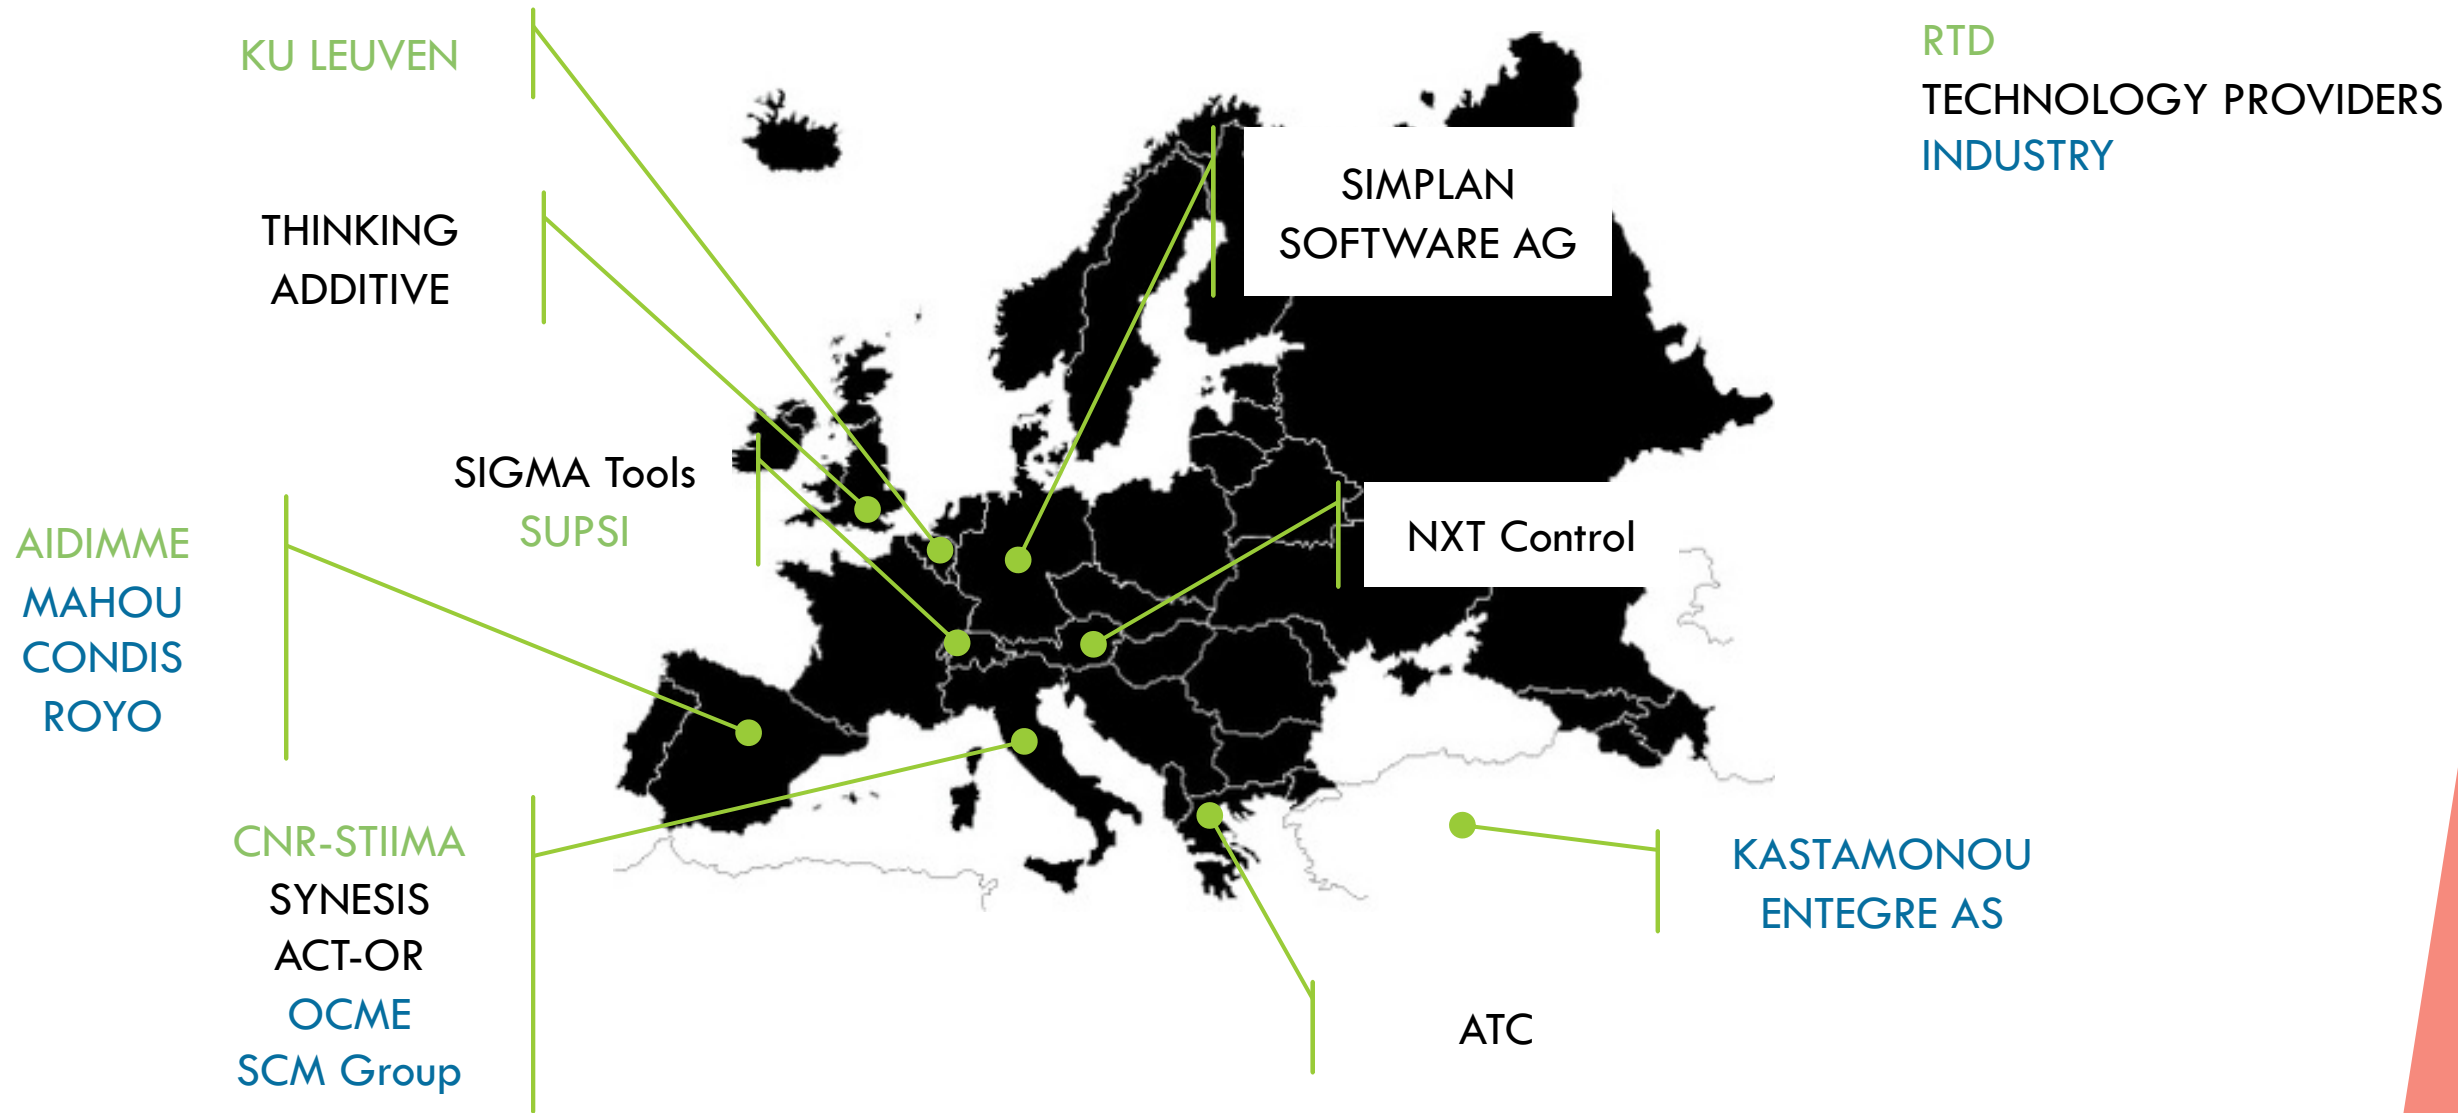 KU LEUVEN
RTD
TECHNOLOGY PROVIDERS
INDUSTRY
SIMPLAN
SOFTWARE AG
THINKING
ADDITIVE
SIGMA Tools
SUPSI
NXT Control
AIDIMME
MAHOU
CONDIS
ROYO
CNR-STIIMA
SYNESIS
ACT-OR
OCME
SCM Group
KASTAMONOU
ENTEGRE AS
ATC